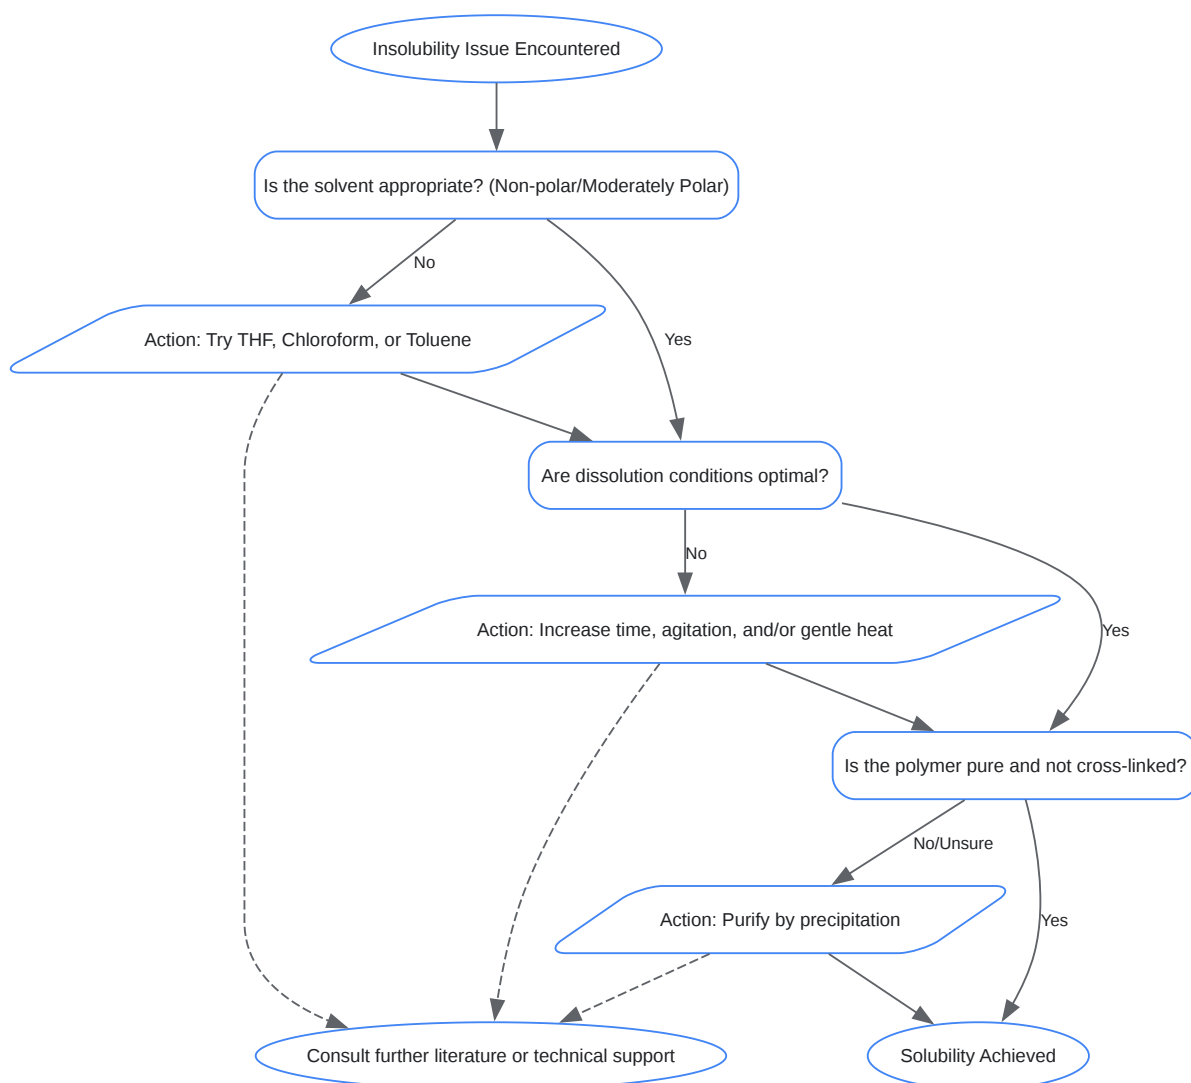 Insolubility Issue Encountered
Is the solvent appropriate? (Non-polar/Moderately Polar)
No
Action: Try THF, Chloroform, or Toluene
Yes
Are dissolution conditions optimal?
No
Action: Increase time, agitation, and/or gentle heat
Yes
Is the polymer pure and not cross-linked?
No/Unsure
Action: Purify by precipitation
Yes
Consult further literature or technical support
Solubility Achieved